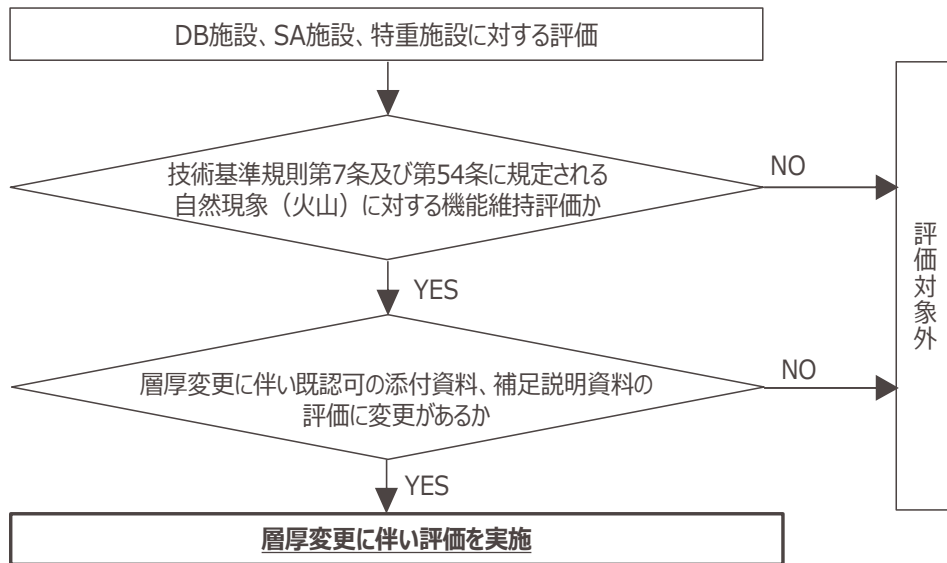 DB施設、SA施設、特重施設に対する評価
技術基準規則第7条及び第54条に規定される
自然現象（火山）に対する機能維持評価か
NO
YES
層厚変更に伴い既認可の添付資料、補足説明資料の
評価に変更があるか
NO
YES
層厚変更に伴い評価を実施
評価対象外